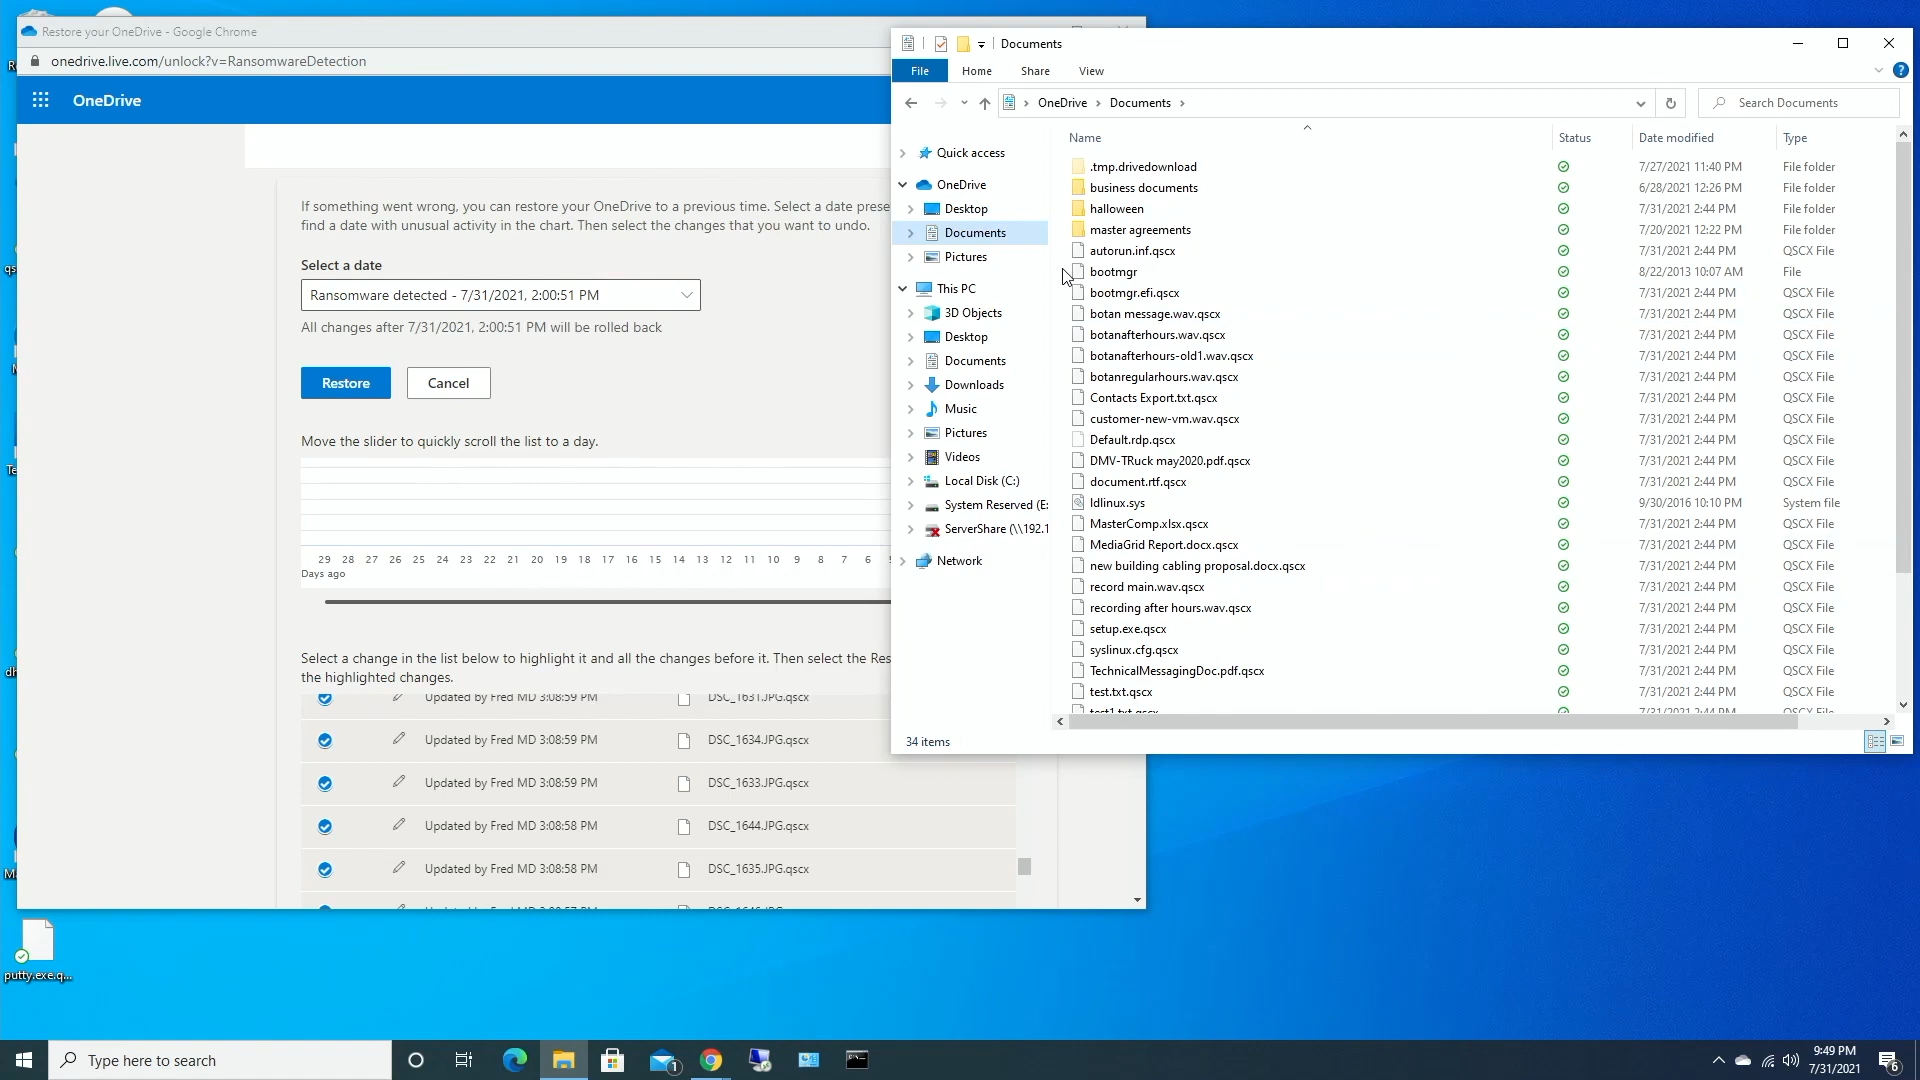 Restore your OneDrive - Google Chrome
onedrive.live.com/unlock?v=RansomwareDetection
OneDrive
If something went wrong, you can restore your OneDrive to a previous time. Select a date
find a date with unusual activity in the chart. Then select the changes that you want to undo.
Select a date
Ransomware detected - 7/31/2021, 2:00:51 PM
All changes after 7/31/2021, 2:00:51 PM will be rolled back
Restore
Cancel
Move the slider to quickly scroll the list to a day.
29 28 27 26 25 24 23 22 21 20 19 18 17 16 15 14 13 12 11 10 9 8 7 6
Days ago
Select a change in the list below to highlight it and all the changes before it. Then select the
the highlighted changes.
Updated by Fred MD 3:08:59 PM DSC_1631.JPG.qscx
Updated by Fred MD 3:08:59 PM DSC_1634.JPG.qscx
Updated by Fred MD 3:08:59 PM DSC_1633.JPG.qscx
Updated by Fred MD 3:08:58 PM DSC_1644.JPG.qscx
Updated by Fred MD 3:08:58 PM DSC_1635.JPG.qscx
Documents
File Home Share View
OneDrive Documents
Search Documents
Quick access
OneDrive
Desktop
Documents
Pictures
This PC
3D Objects
Desktop
Documents
Downloads
Music
Pictures
Videos
Local Disk (C:)
System Reserved (E:
ServerShare (\\192.1
Network
Name Status Date modified Type
.tmp.drivedownload 7/27/2021 11:40 PM File folder
business documents 6/28/2021 12:26 PM File folder
halloween 7/31/2021 2:44 PM File folder
master agreements 7/20/2021 12:22 PM File folder
autorun.inf.qscx 7/31/2021 2:44 PM QSCX File
bootmgr 8/22/2013 10:07 AM File
bootmgr.efi.qscx 7/31/2021 2:44 PM QSCX File
botan message.wav.qscx 7/31/2021 2:44 PM QSCX File
botanafterhours.wav.qscx 7/31/2021 2:44 PM QSCX File
botanafterhours-old1.wav.qscx 7/31/2021 2:44 PM QSCX File
botanregularhours.wav.qscx 7/31/2021 2:44 PM QSCX File
Contacts Export.txt.qscx 7/31/2021 2:44 PM QSCX File
customer-new-vm.wav.qscx 7/31/2021 2:44 PM QSCX File
Default.rdp.qscx 7/31/2021 2:44 PM QSCX File
DMV-TRuck may2020.pdf.qscx 7/31/2021 2:44 PM QSCX File
document.rtf.qscx 7/31/2021 2:44 PM QSCX File
ldlinux.sys 9/30/2016 10:10 PM System file
MasterComp.xlsx.qscx 7/31/2021 2:44 PM QSCX File
MediaGrid Report.docx.qscx 7/31/2021 2:44 PM QSCX File
new building cabling proposal.docx.qscx 7/31/2021 2:44 PM QSCX File
record main.wav.qscx 7/31/2021 2:44 PM QSCX File
recording after hours.wav.qscx 7/31/2021 2:44 PM QSCX File
setup.exe.qscx 7/31/2021 2:44 PM QSCX File
syslinux.cfg.qscx 7/31/2021 2:44 PM QSCX File
TechnicalMessagingDoc.pdf.qscx 7/31/2021 2:44 PM QSCX File
test.txt.qscx 7/31/2021 2:44 PM QSCX File
test1.txt.qscx 7/31/2021 2:44 PM QSCX File
34 items
putty.exe.q...
Type here to search
1
9:49 PM
7/31/2021
6